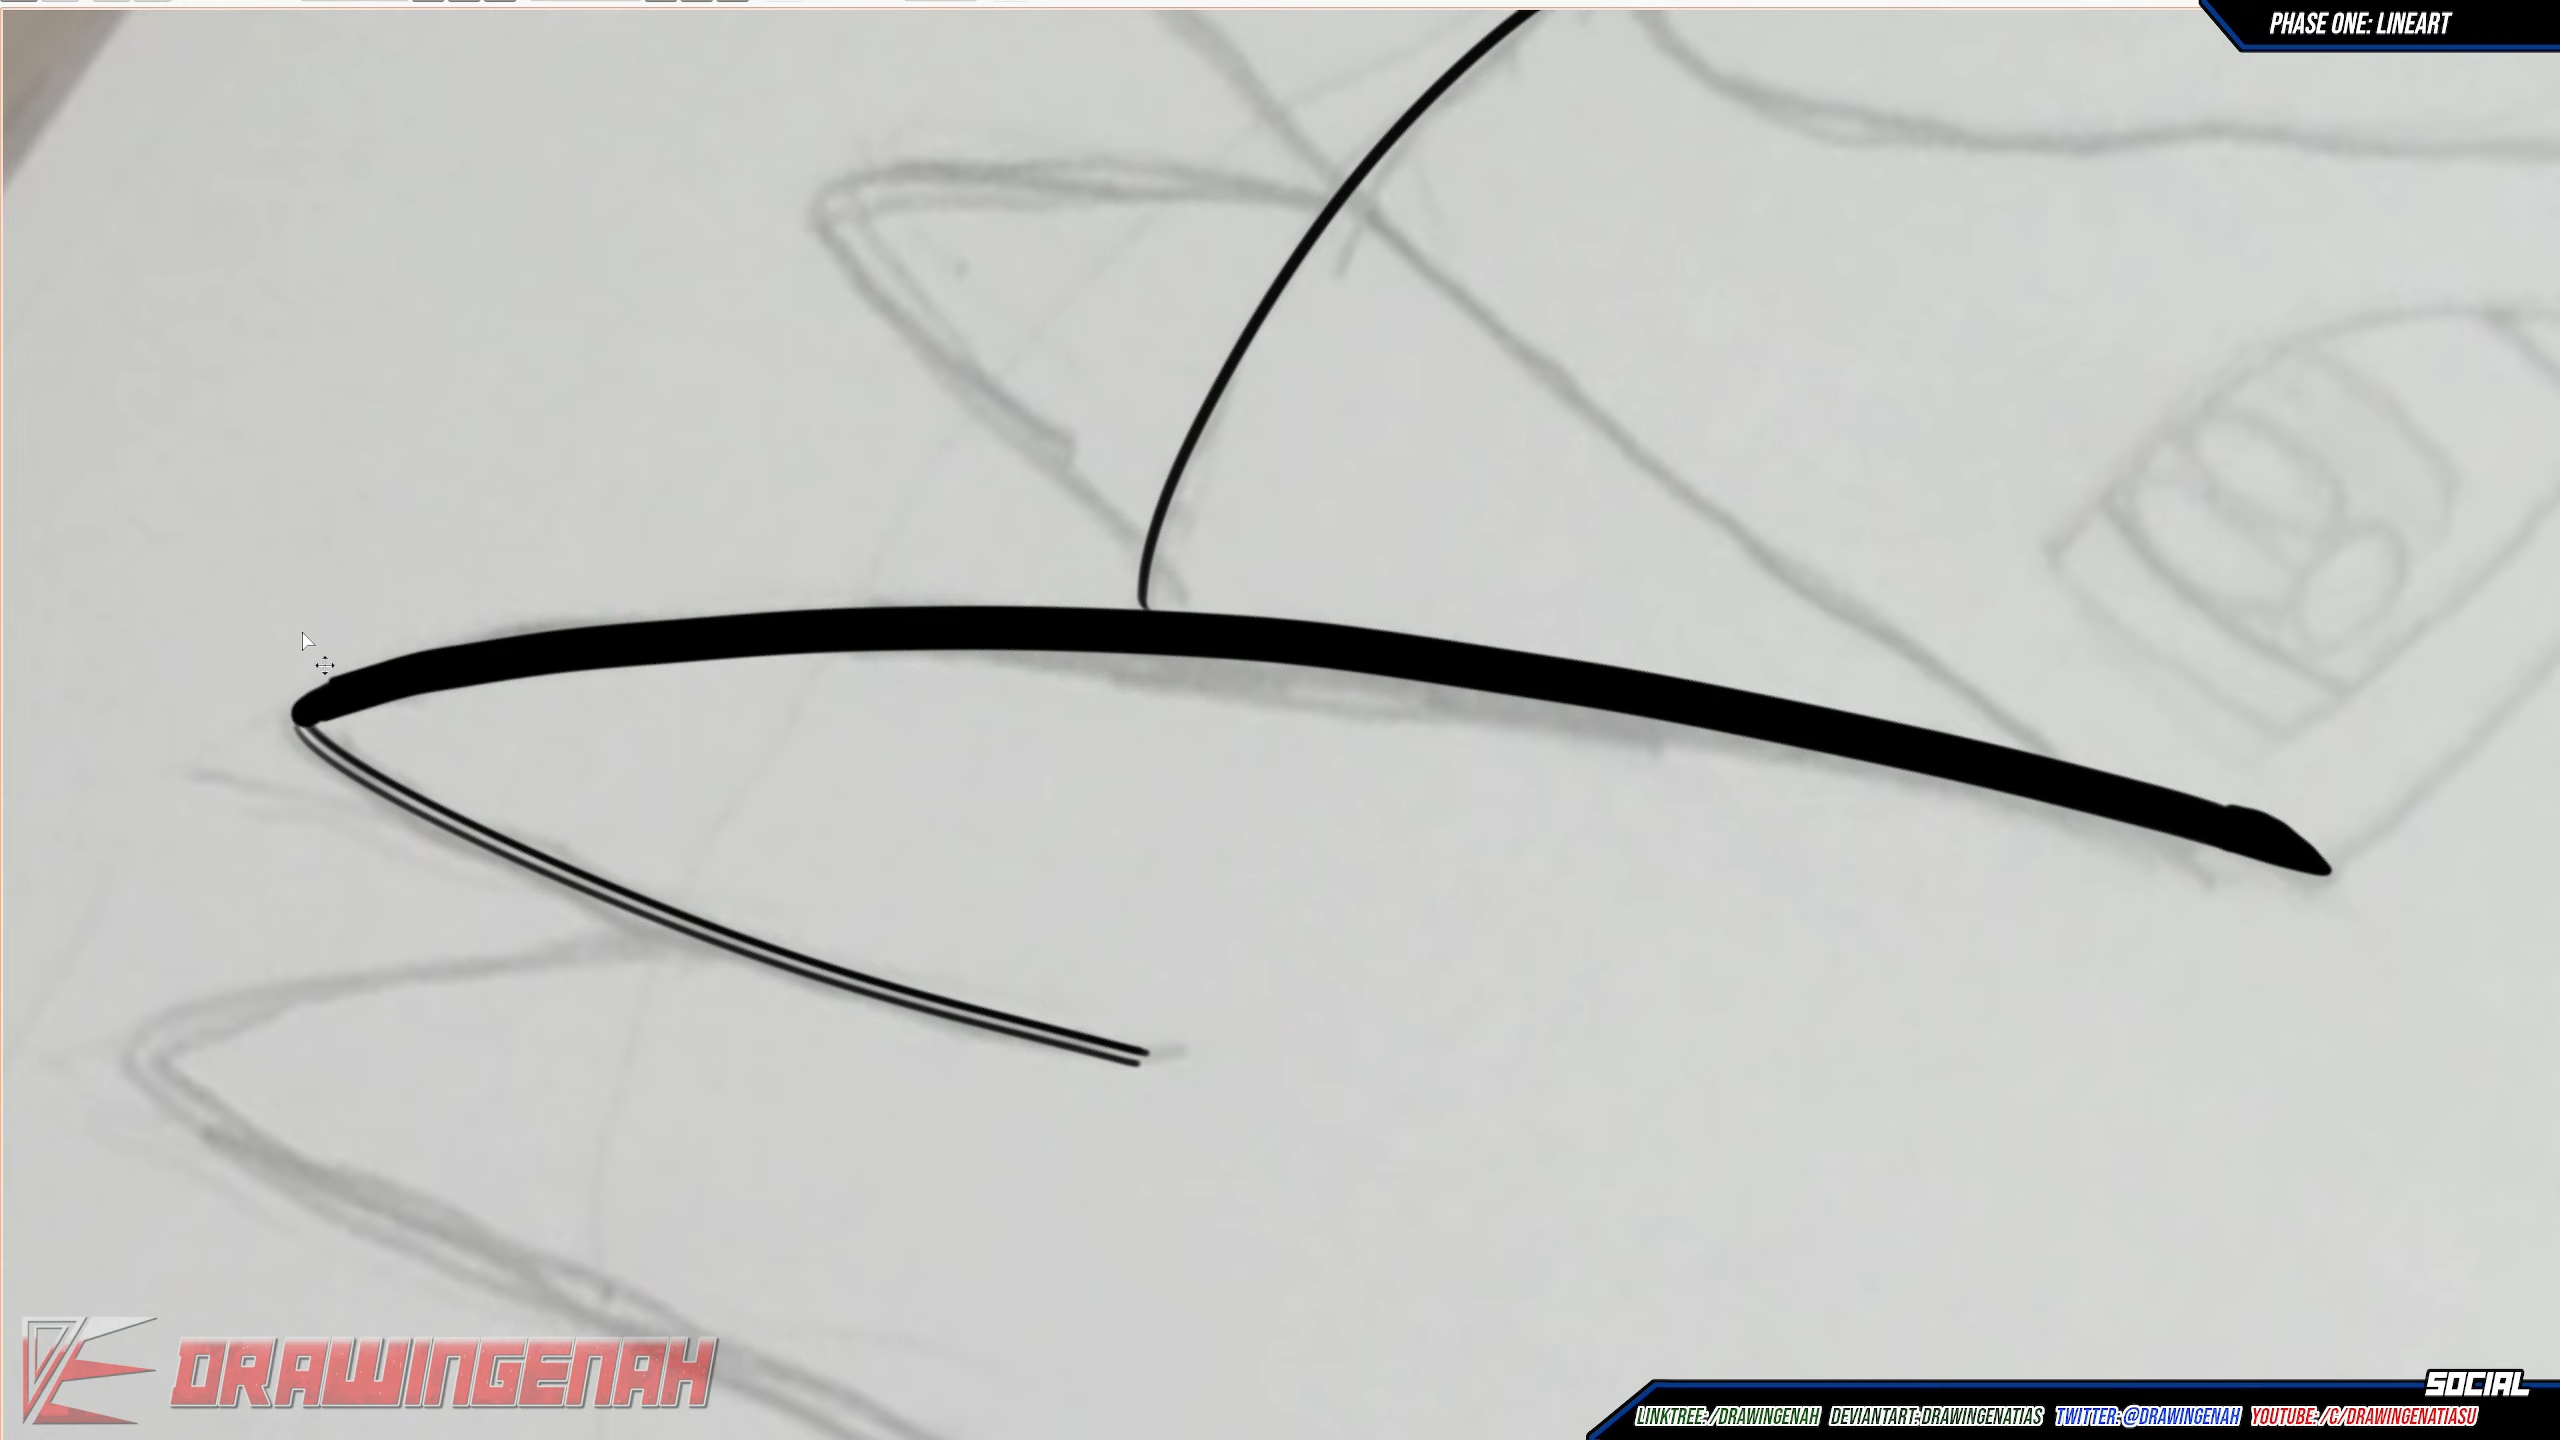 PHASE ONE: LINEART
DRAWINGENAH
SOCIAL
LINKTREE:/DRAWINGENAH DEVIANTART:DRAWINGENATIAS TWITTER:@DRAWINGENAH YOUTUBE:/C/DRAWINGENATIASU